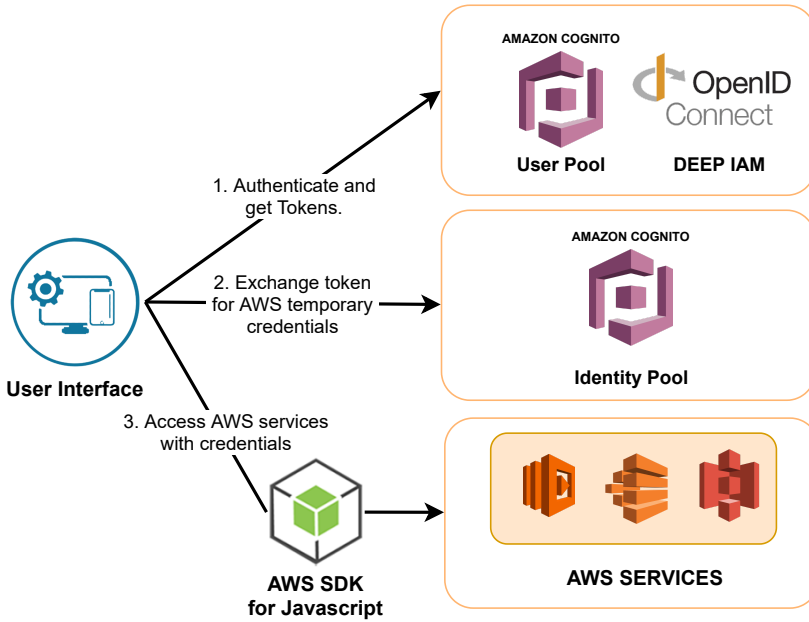 AMAZON COGNITO
OpenID
Connect
User Pool
DEEP IAM
1. Authenticate and
get Tokens.
AMAZON COGNITO
2. Exchange token
for AWS temporary
credentials
Identity Pool
User Interface
3. Access AWS services
with credentials
AWS SDK
for Javascript
AWS SERVICES